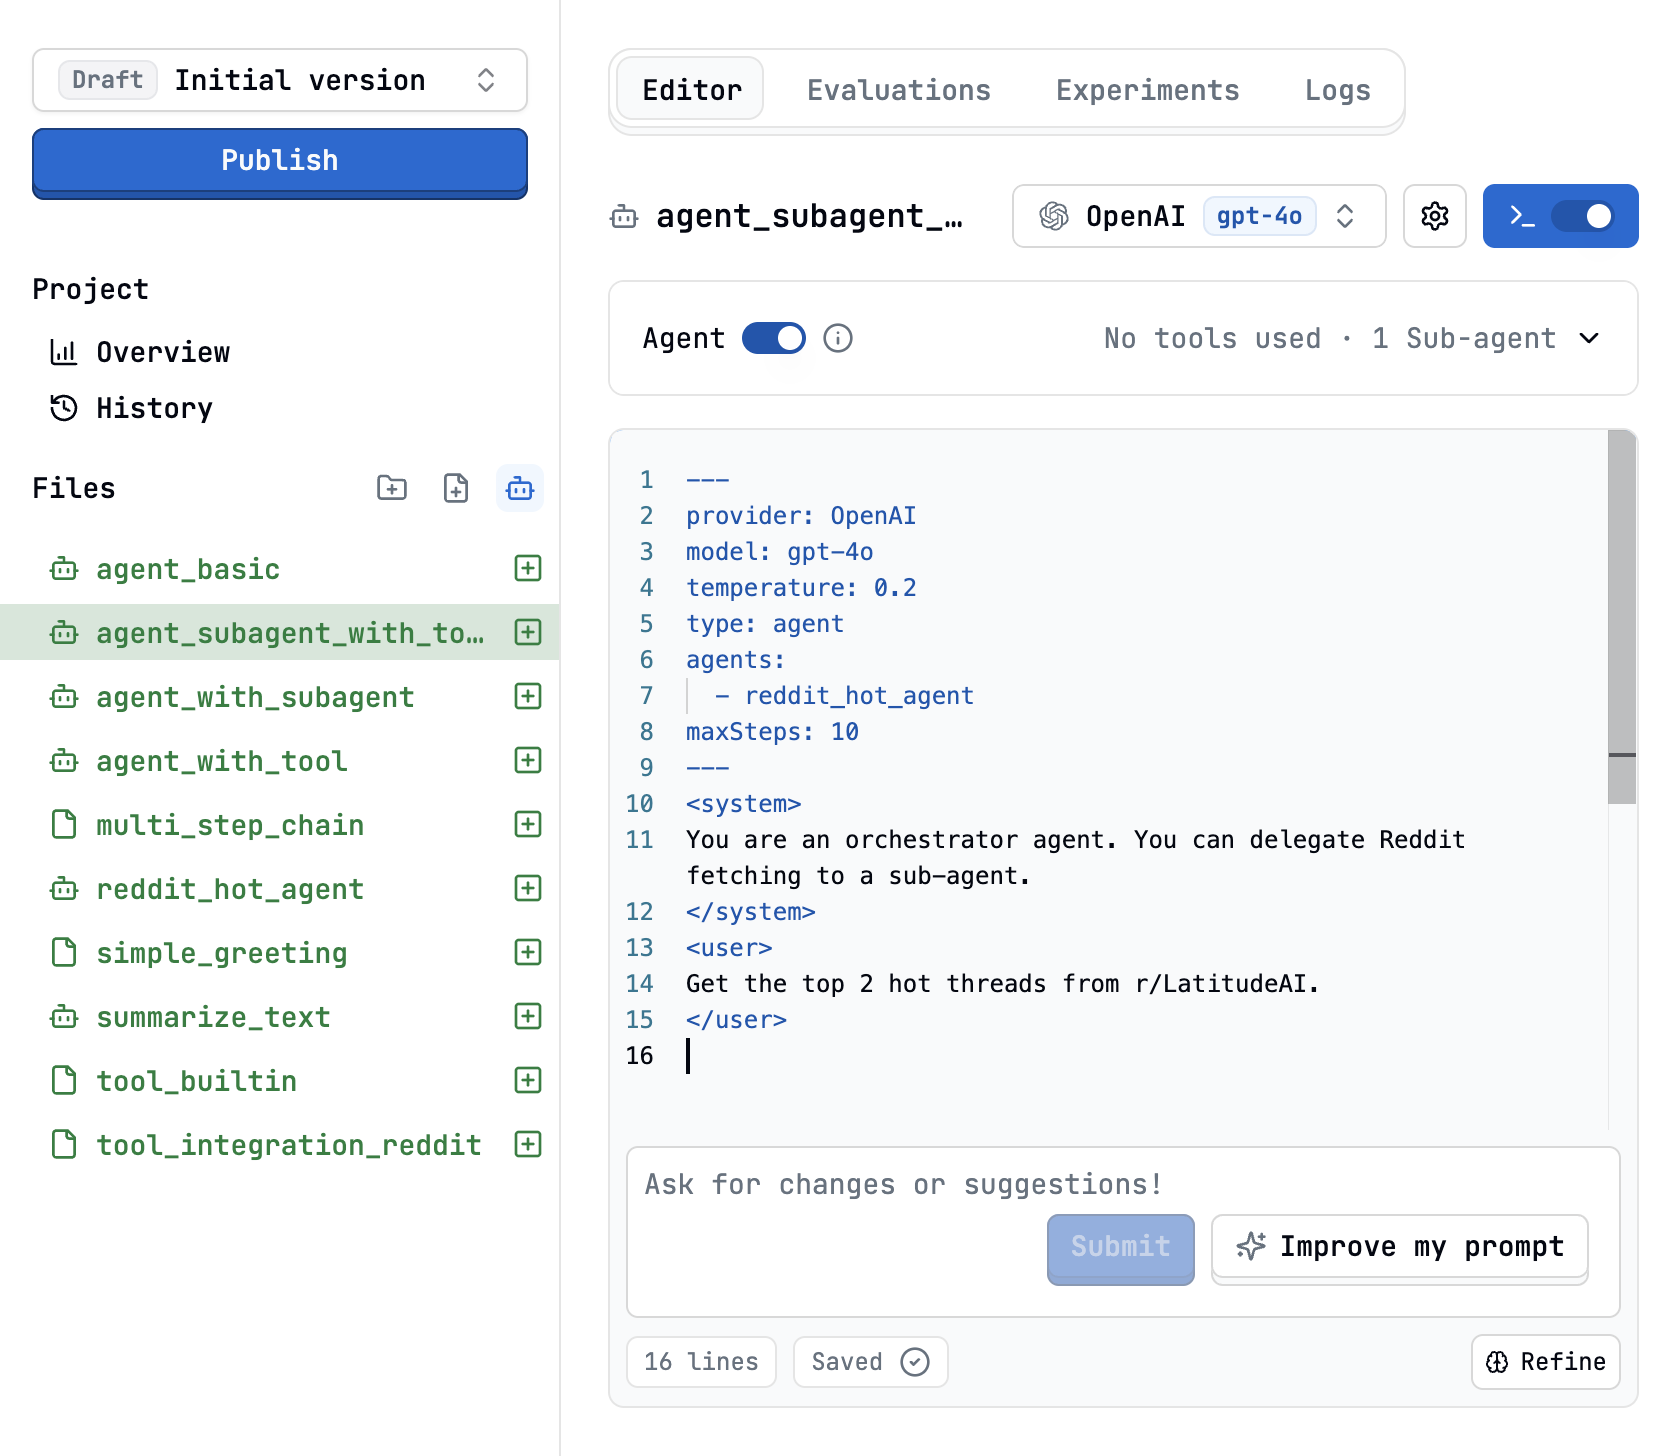 Draft Initial version
Publish
Project
Overview
History
Files
agent_basic
agent_subagent_with_to…
agent_with_subagent
agent_with_tool
multi_step_chain
reddit_hot_agent
simple_greeting
summarize_text
tool_builtin
tool_integration_reddit
Editor Evaluations Experiments Logs
agent_subagent_… OpenAI gpt-4o
Agent No tools used · 1 Sub-agent
1 ---
2 provider: OpenAI
3 model: gpt-4o
4 temperature: 0.2
5 type: agent
6 agents:
7 - reddit_hot_agent
8 maxSteps: 10
9 ---
10 <system>
11 You are an orchestrator agent. You can delegate Reddit
fetching to a sub-agent.
12 </system>
13 <user>
14 Get the top 2 hot threads from r/LatitudeAI.
15 </user>
16
Ask for changes or suggestions!
Submit Improve my prompt
16 lines Saved Refine